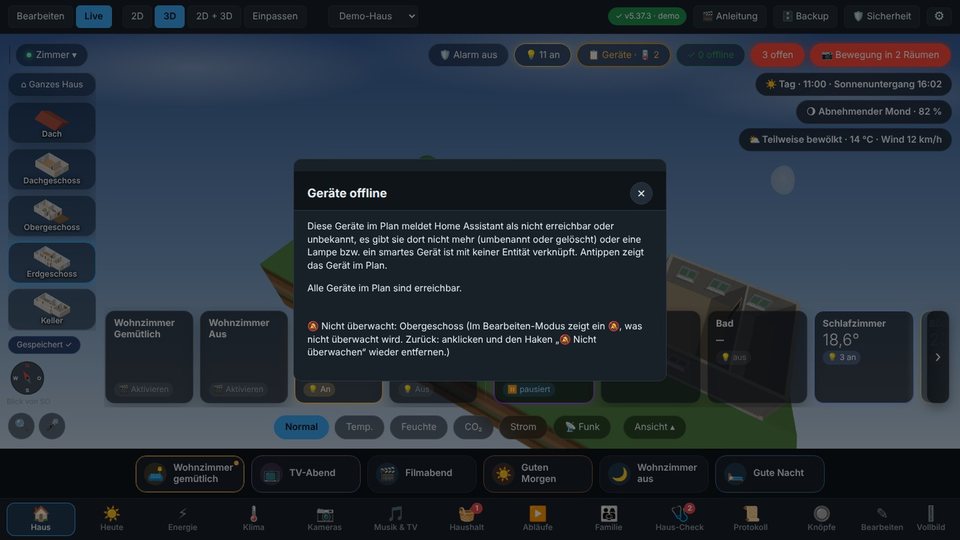 Bearbeiten Live 2D 3D 2D + 3D Einpassen Demo-Haus ✓ v5.37.3 · demo Anleitung Backup Sicherheit
Zimmer ▾ Alarm aus 11 an Geräte · 2 ✓ 0 offline 3 offen Bewegung in 2 Räumen
Ganzes Haus
Tag · 11:00 · Sonnenuntergang 16:02
Abnehmender Mond · 82 %
Teilweise bewölkt · 14 °C · Wind 12 km/h
Dach
Dachgeschoss
Obergeschoss
Erdgeschoss
Keller
Gespeichert ✓
Blick von SO
Geräte offline
Diese Geräte im Plan meldet Home Assistant als nicht erreichbar oder
unbekannt, es gibt sie dort nicht mehr (umbenannt oder gelöscht) oder eine
Lampe bzw. ein smartes Gerät ist mit keiner Entität verknüpft. Antippen zeigt
das Gerät im Plan.
Alle Geräte im Plan sind erreichbar.
🔕 Nicht überwacht: Obergeschoss (Im Bearbeiten-Modus zeigt ein 🔕, was
nicht überwacht wird. Zurück: anklicken und den Haken „🔕 Nicht
überwachen“ wieder entfernen.)
Wohnzimmer
Gemütlich
Aktivieren
Wohnzimmer
Aus
Aktivieren
An
Aus
pausiert
Bad
–
aus
Schlafzimmer
18,6°
3 an
Normal Temp. Feuchte CO₂ Strom Funk Ansicht ▴
Wohnzimmer
gemütlich
TV-Abend
Filmabend
Guten
Morgen
Wohnzimmer
aus
Gute Nacht
1 2
Haus Heute Energie Klima Kameras Musik & TV Haushalt Abläufe Familie Haus-Check Protokoll Knöpfe Bearbeiten Vollbild